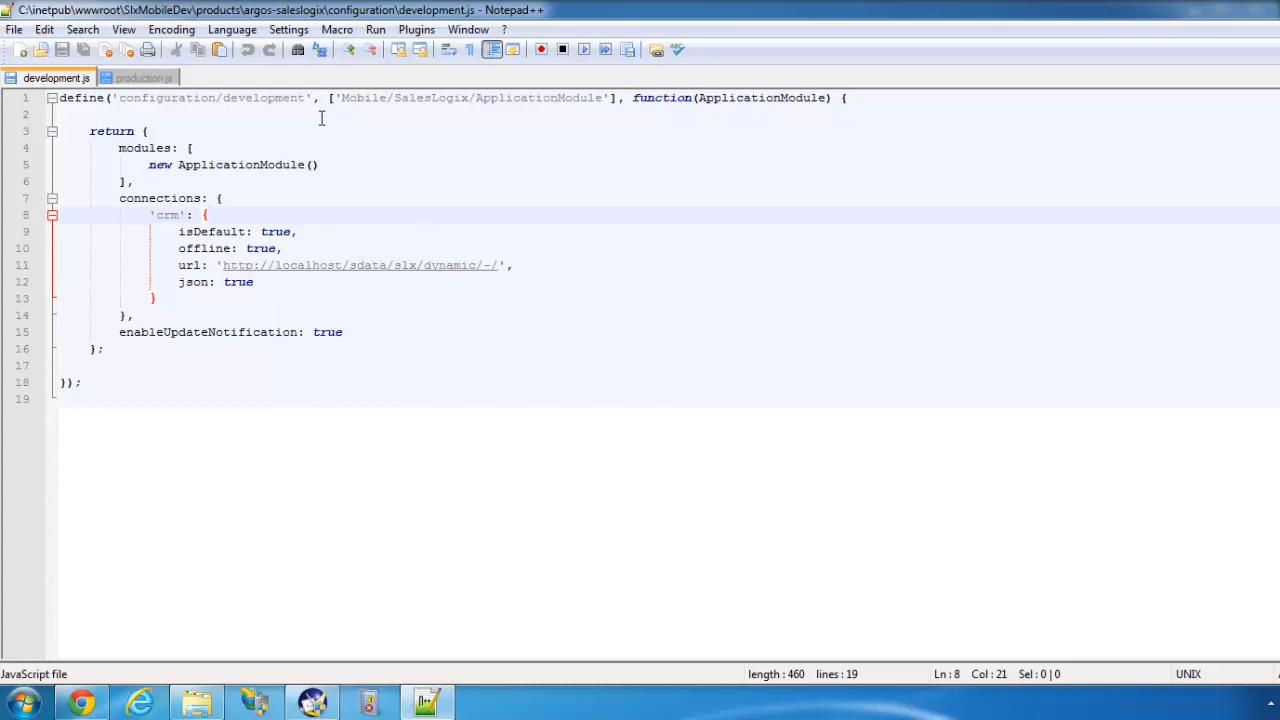 C:\inetpub\wwwroot\SlxMobileDev\products\argos-saleslogix\configuration\development.js - Notepad++
File Edit Search View Encoding Language Settings Macro Run Plugins Window ?
development.js production.js
1 define('configuration/development', ['Mobile/SalesLogix/ApplicationModule'], function(ApplicationModule) {
2
3 return {
4 modules: [
5 new ApplicationModule()
6 ],
7 connections: {
8 'crm': {
9 isDefault: true,
10 offline: true,
11 url: 'http://localhost/sdata/slx/dynamic/-/',
12 json: true
13 }
14 },
15 enableUpdateNotification: true
16 };
17
18 });
19
JavaScript file length : 460 lines : 19 Ln : 8 Col : 21 Sel : 0 | 0 UNIX